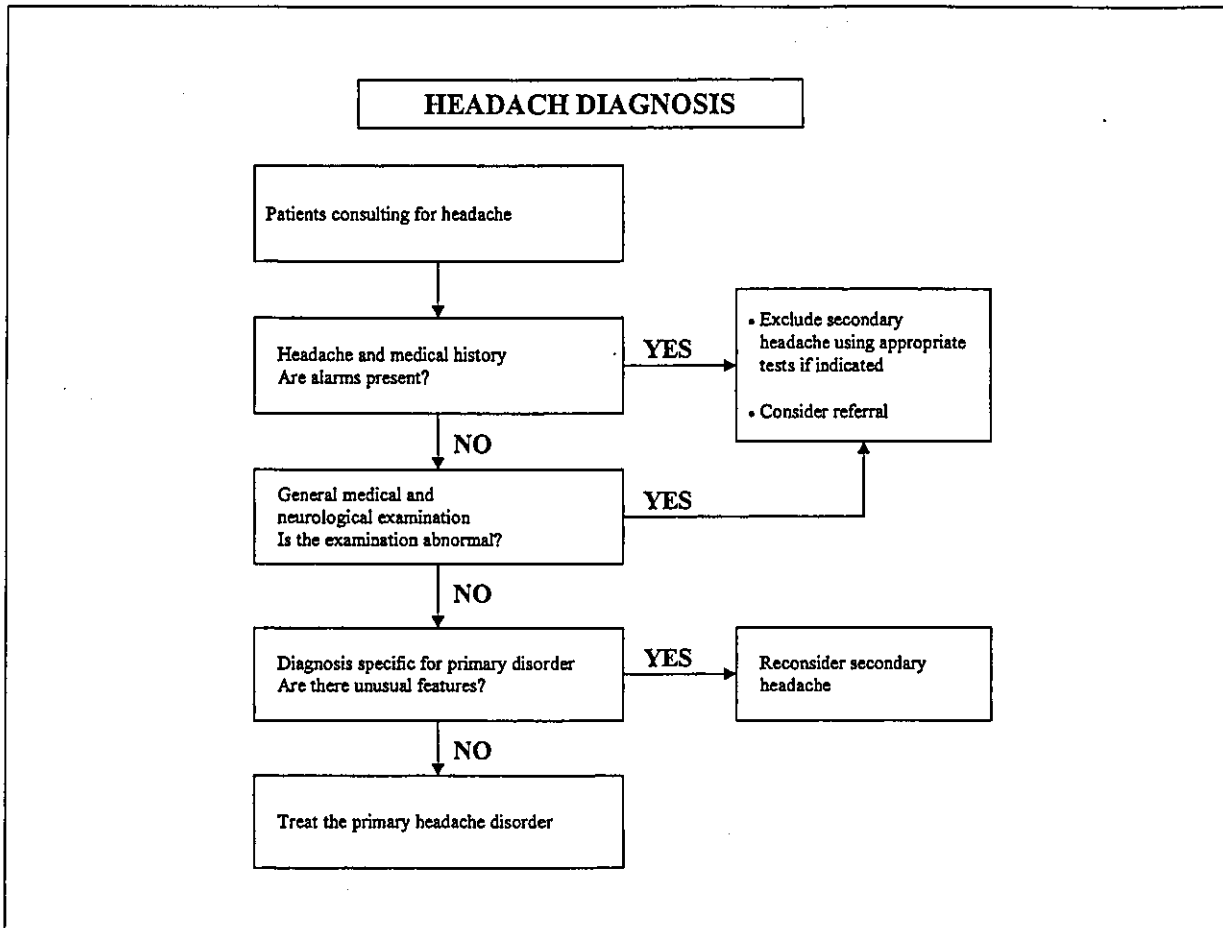 HEADACH DIAGNOSIS
Patients consulting for headache
Headache and medical history
Are alarms present?
YES
• Exclude secondary
headache using appropriate
tests if indicated
• Consider referral
NO
General medical and
neurological examination
Is the examination abnormal?
YES
NO
Diagnosis specific for primary disorder
Are there unusual features?
YES
Reconsider secondary
headache
NO
Treat the primary headache disorder